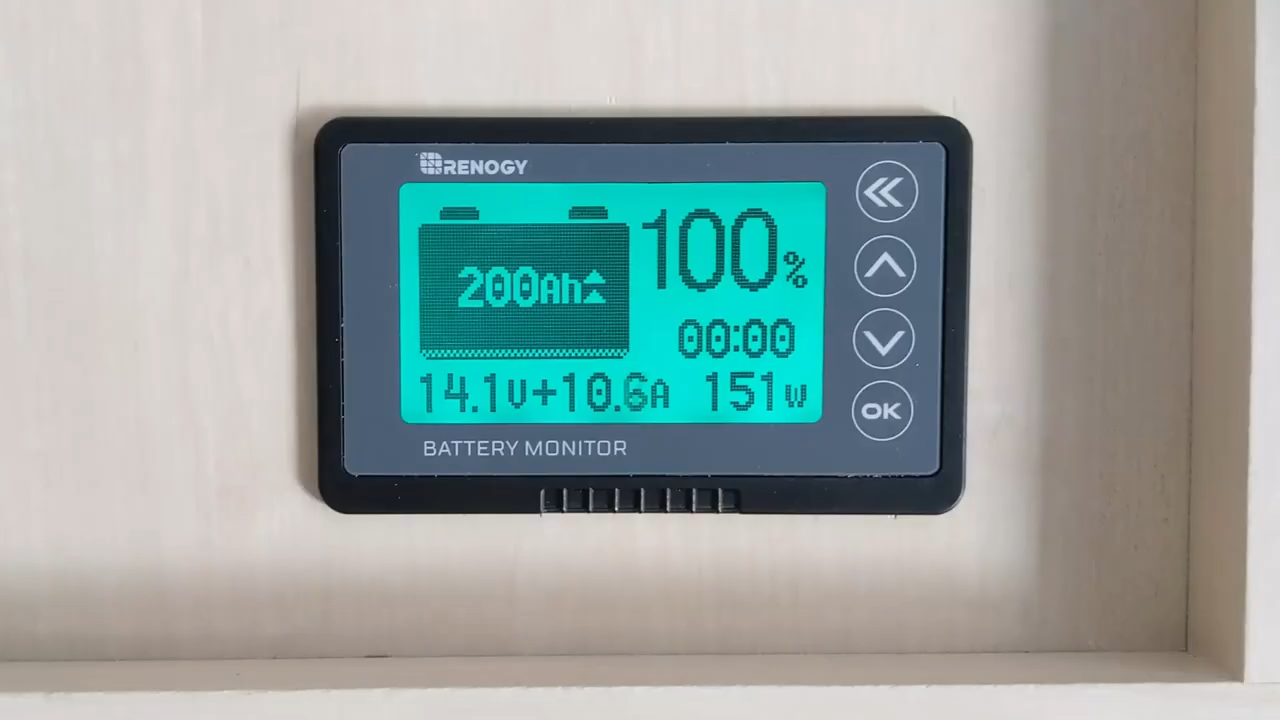 RENOGY
200Ah
100%
00:00
14.1V+10.6A 151W
OK
BATTERY MONITOR